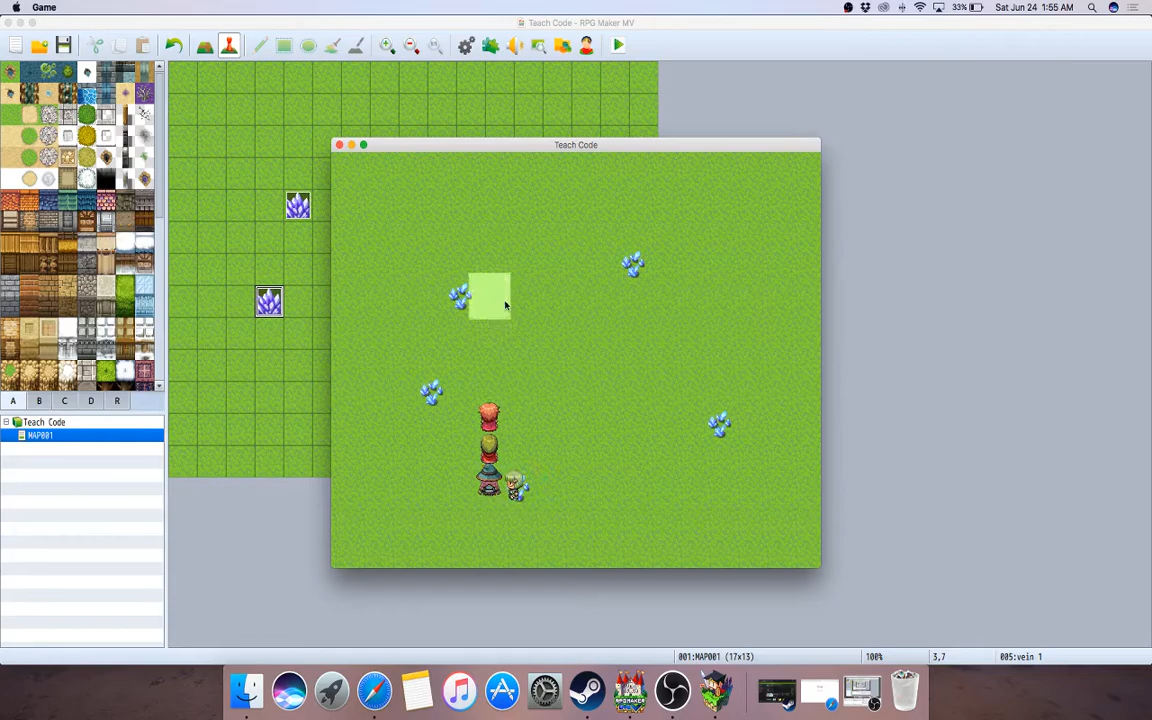 Game
33%
Sat Jun 24 1:55 AM
Teach Code - RPG Maker MV
Teach Code
A
B
C
D
R
Teach Code
MAP001
001:MAP001 (17x13)
100%
3,7
005:vein 1